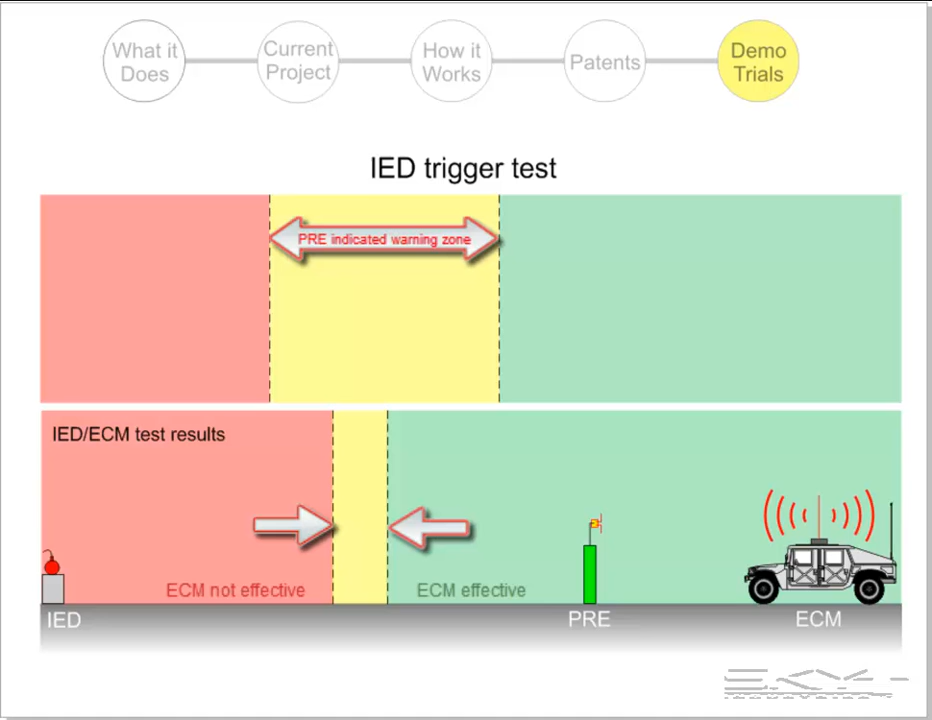 What it
Does
Current
Project
How it
Works
Patents
Demo
Trials
IED trigger test
PRE indicated warning zone
IED/ECM test results
ECM not effective
ECM effective
IED
PRE
ECM